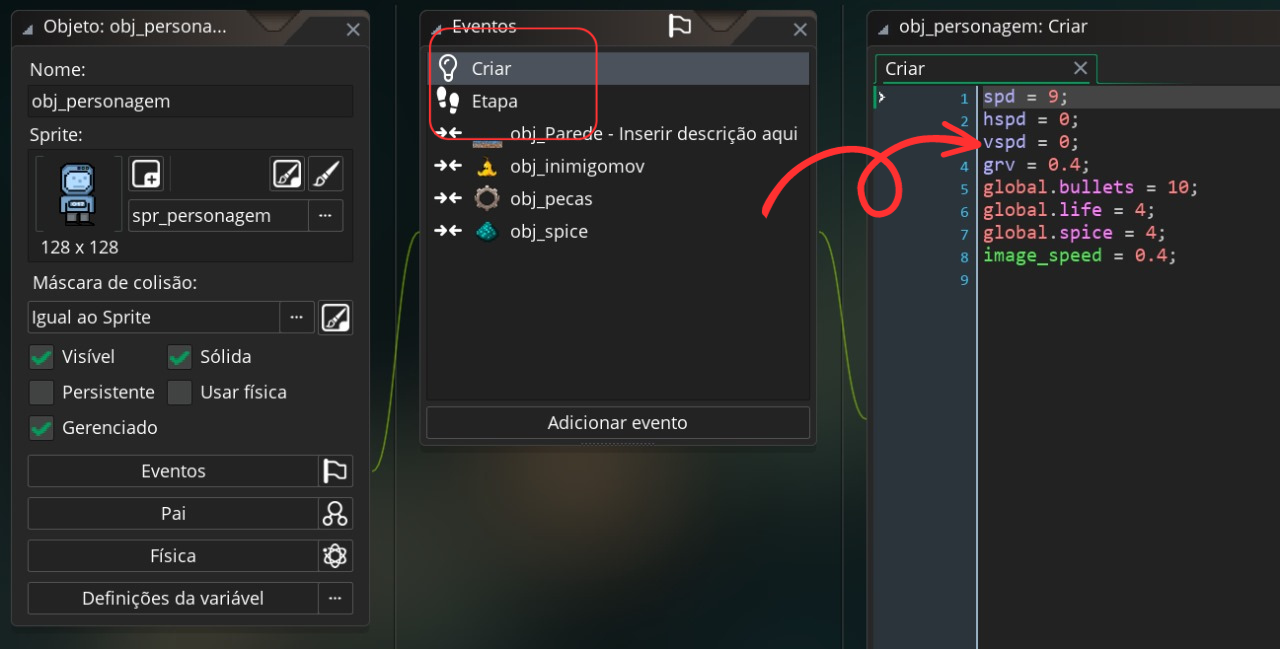 Objeto: obj_persona...
Nome:
obj_personagem
Sprite:
spr_personagem
...
128 x 128
Máscara de colisão:
Igual ao Sprite
...
Visível
Sólida
Persistente
Usar física
Gerenciado
Eventos
Pai
Física
Definições da variável
...
Eventos
Criar
Etapa
obj_Parede - Inserir descrição aqui
obj_inimigomov
obj_pecas
obj_spice
Adicionar evento
obj_personagem: Criar
Criar
1 spd = 9;
2 hspd = 0;
vspd = 0;
4 grv = 0.4;
5 global.bullets = 10;
6 global.life = 4;
7 global.spice = 4;
8 image_speed = 0.4;
9